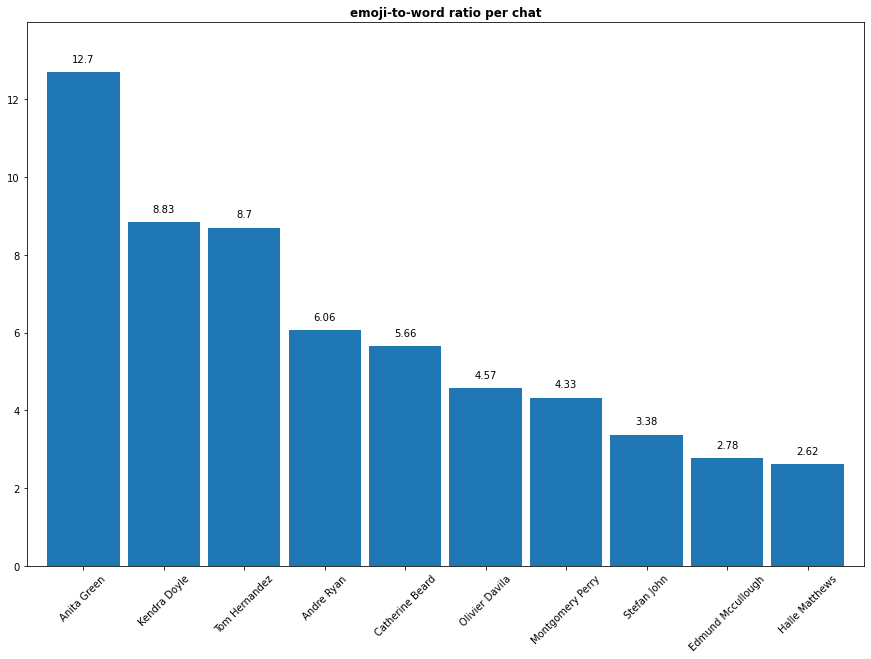 emoji-to-word ratio per chat
12.7
8.83
8.7
6.06
5.66
4.57
4.33
3.38
2.78
2.62
12
10
8
6
4
2
0
Anita Green
Kendra Doyle
Tom Hernandez
Andre Ryan
Catherine Beard
Olivier Davila
Montgomery Perry
Stefan John
Edmund Mccullough
Halle Matthews